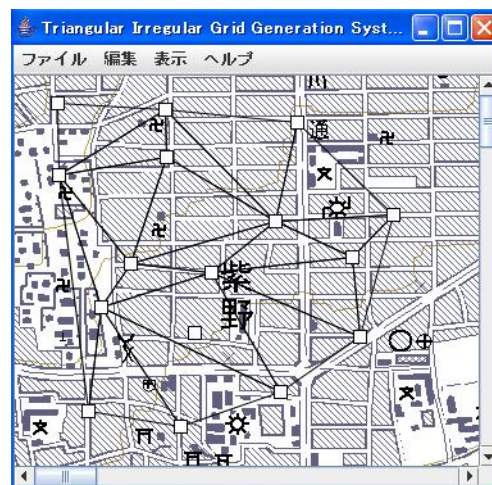 Triangular Irregular Grid Generation Syst...
ファイル 編集 表示 ヘルプ
通
紫
野